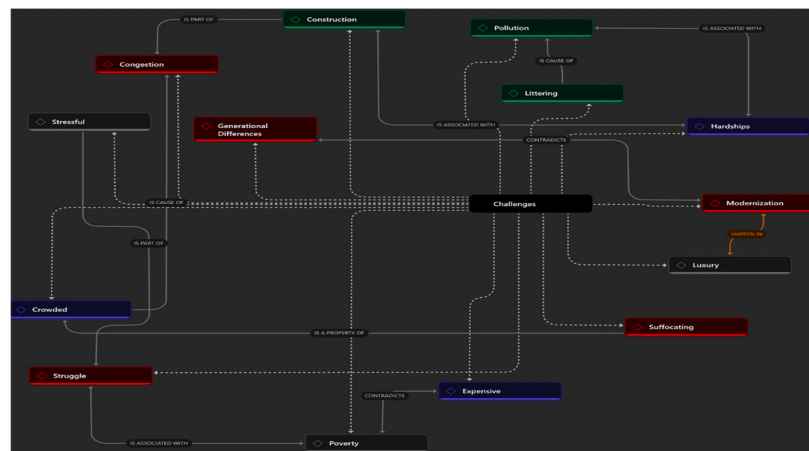 IS PART OF
Construction
Pollution
IS ASSOCIATED WITH
Congestion
IS CAUSE OF
Littering
Stressful
Generational
Differences
IS ASSOCIATED WITH
Hardships
CONTRADICTS
IS CAUSE OF
Challenges
Modernization
HAPPEN IN
IS PART OF
Luxury
Crowded
IS A PROPERTY OF
Suffocating
Struggle
CONTRADICTS
Expensive
IS ASSOCIATED WITH
Poverty